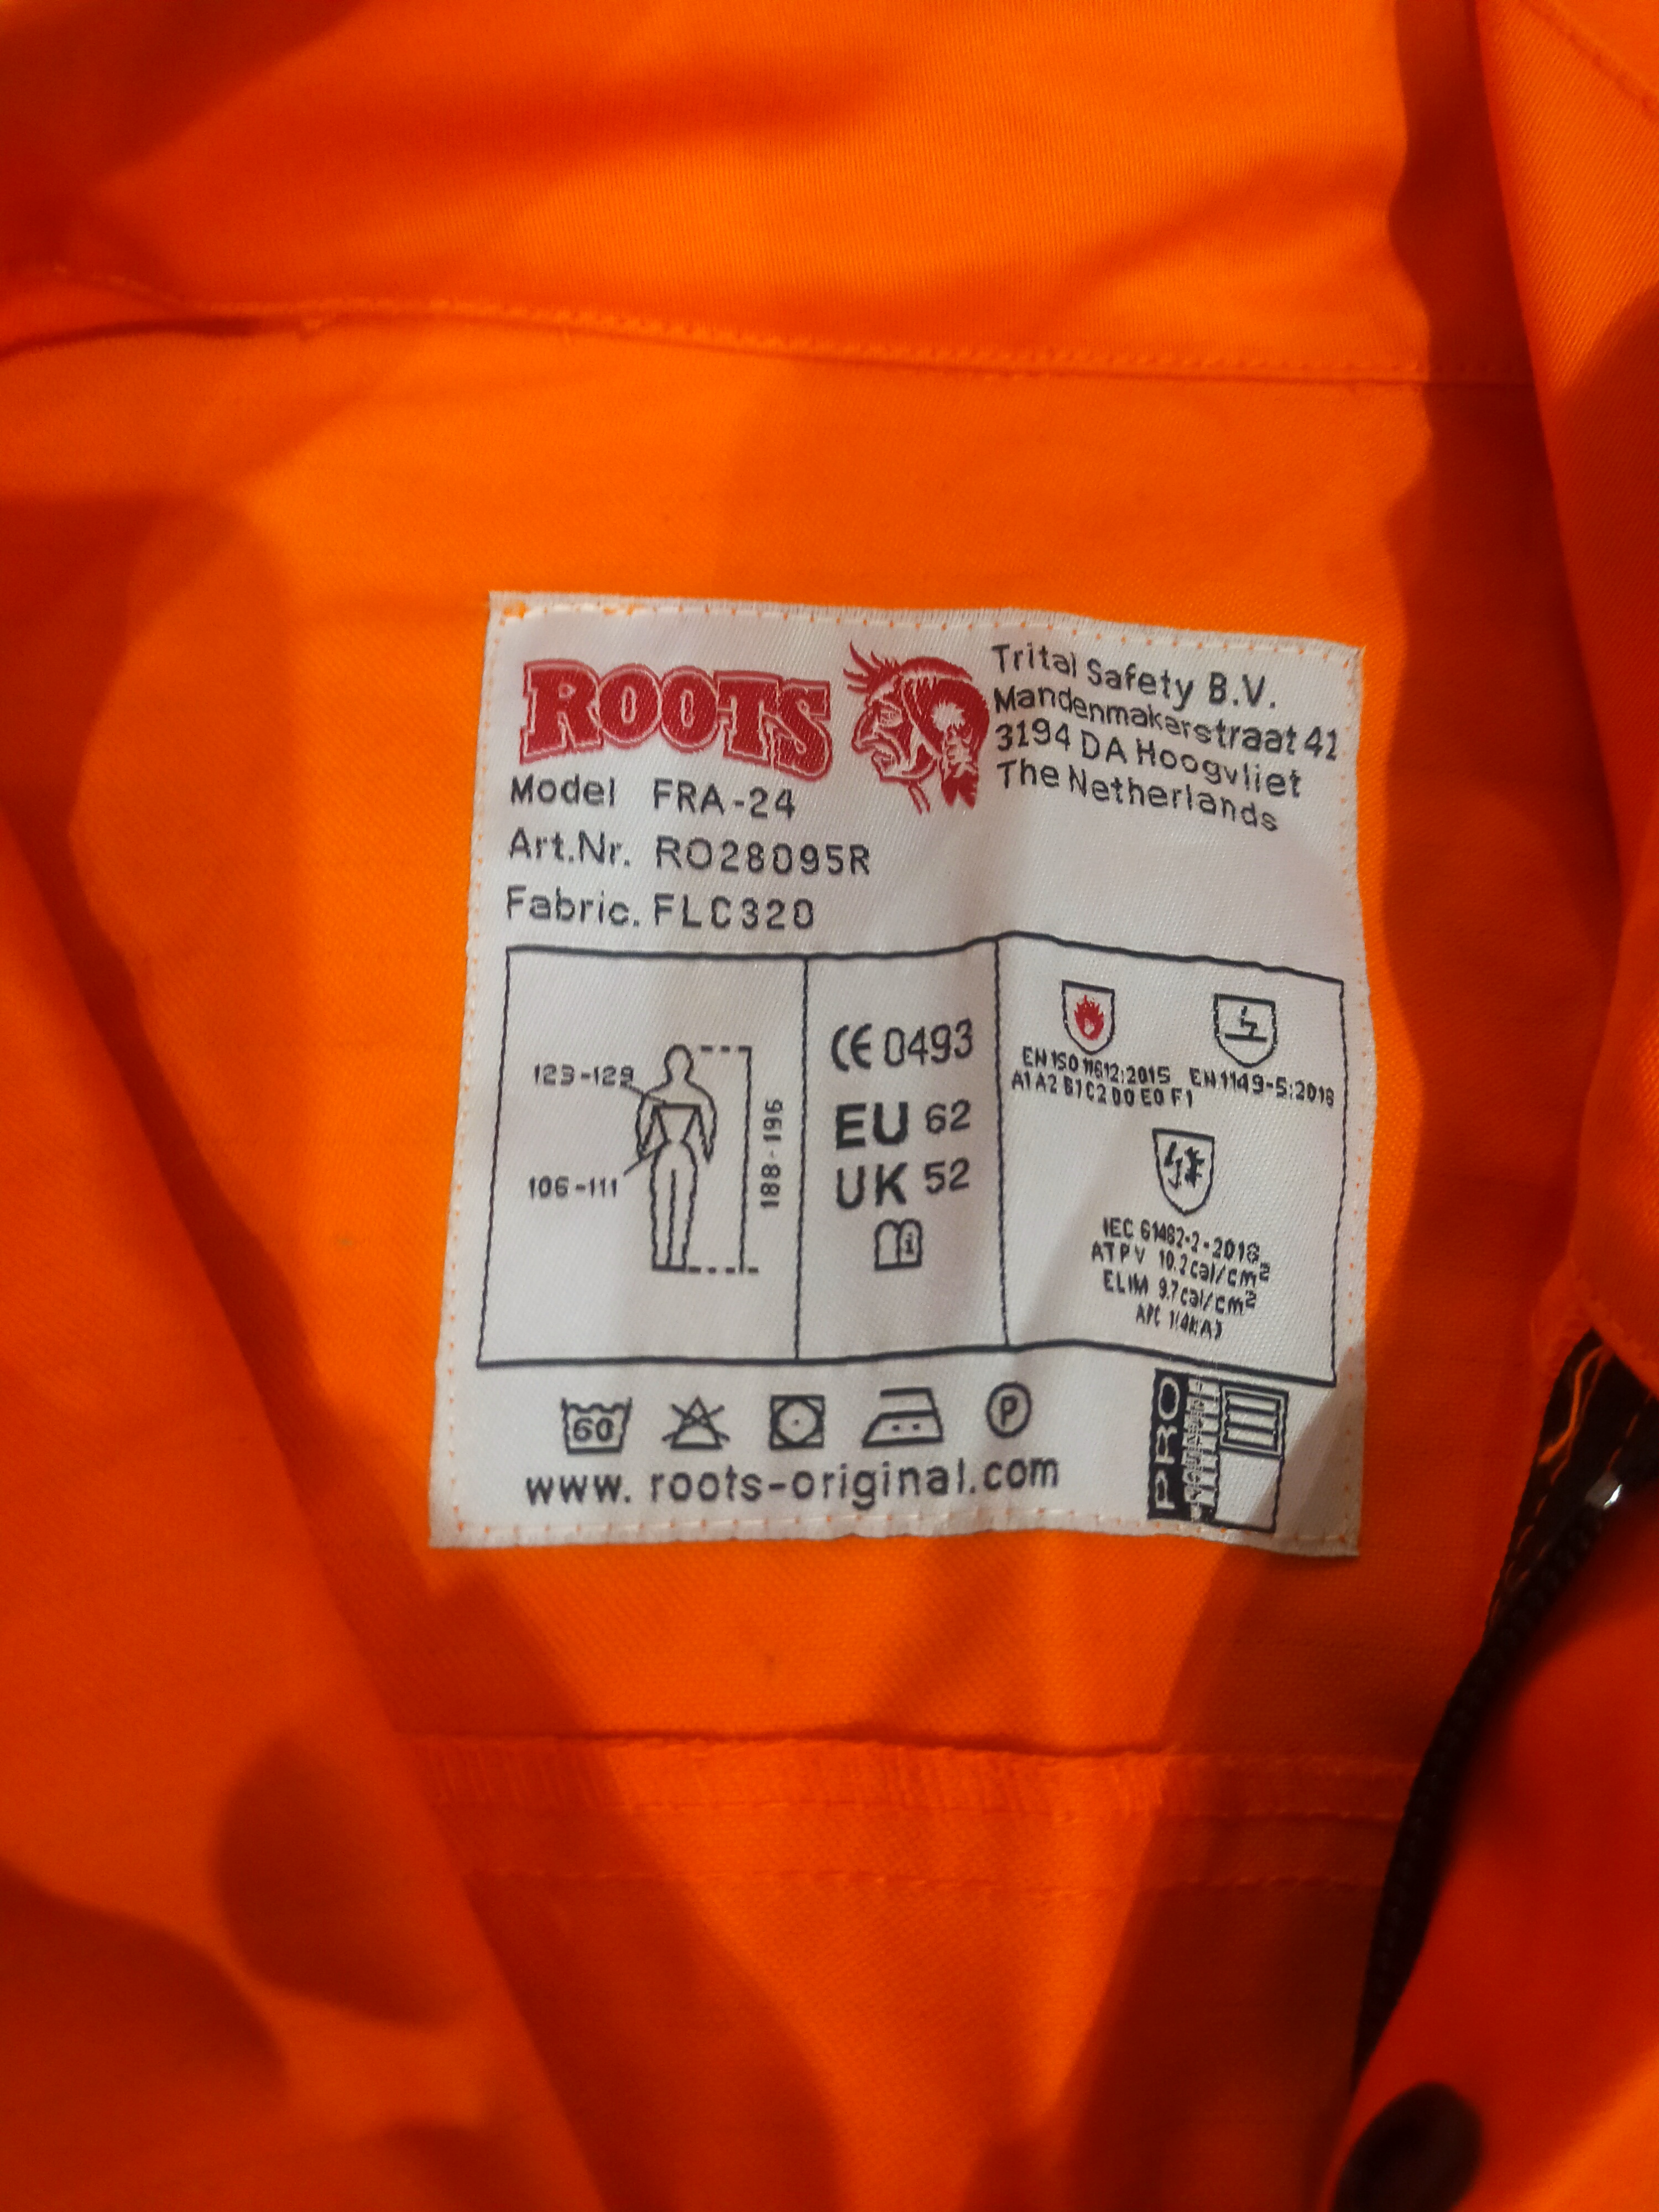 ROOTS
Trital Safety B.V.
Mandenmakerstraat 41
3194 DA Hoogvliet
The Netherlands
Model FRA-24
Art.Nr. RO28095R
Fabric. FLC320
123-129
106-111
188-196
CE 0493
EU 62
UK 52
i
EN ISO 11612:2015
A1 A2 B1 C2 D0 E0 F1
EN 1149-5:2018
IEC 61482-2-2018
ATPV 10.2 cal/cm²
ELIM 9.7 cal/cm²
APC 1(4kA)
60
P
PRO
www.roots-original.com